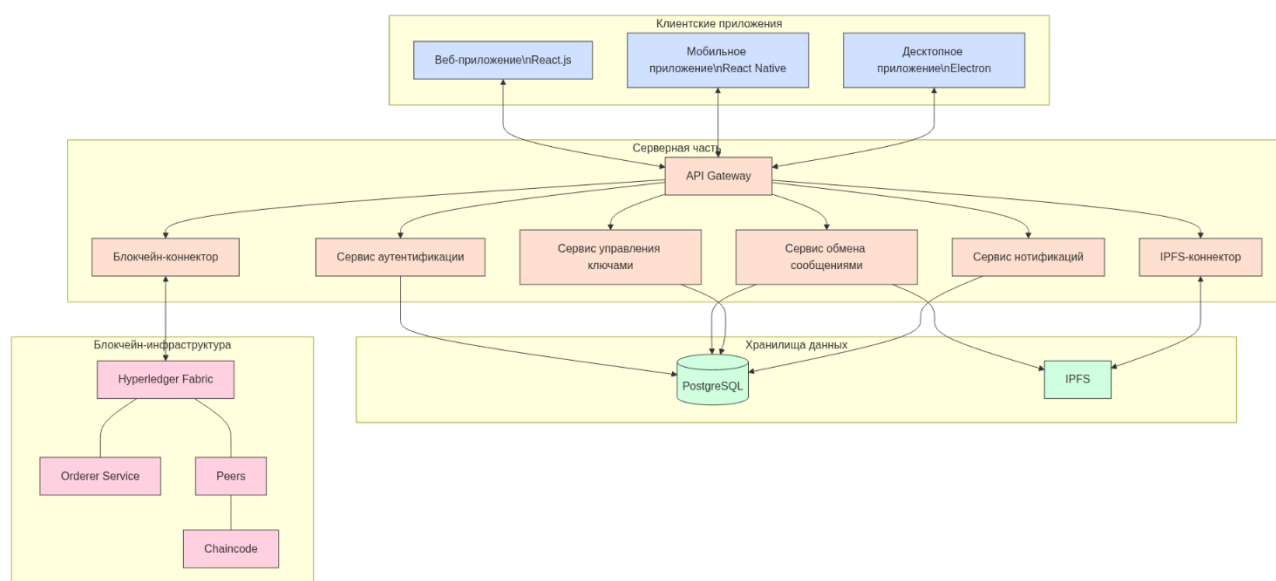 Клиентские приложения
Веб-приложение\nReact.js
Мобильное
приложение\nReact Native
Десктопное
приложение\nElectron
Серверная часть
API Gateway
Блокчейн-коннектор
Сервис аутентификации
Сервис управления
ключами
Сервис обмена
сообщениями
Сервис нотификаций
IPFS-коннектор
Блокчейн-инфраструктура
Hyperledger Fabric
Orderer Service
Peers
Chaincode
Хранилища данных
PostgreSQL
IPFS